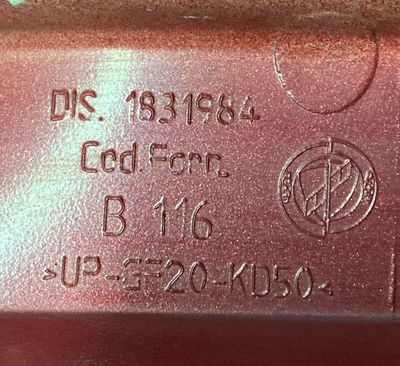 DIS. 1831984
Cod.Forn.
B 116
>UP-GF20-KD50<